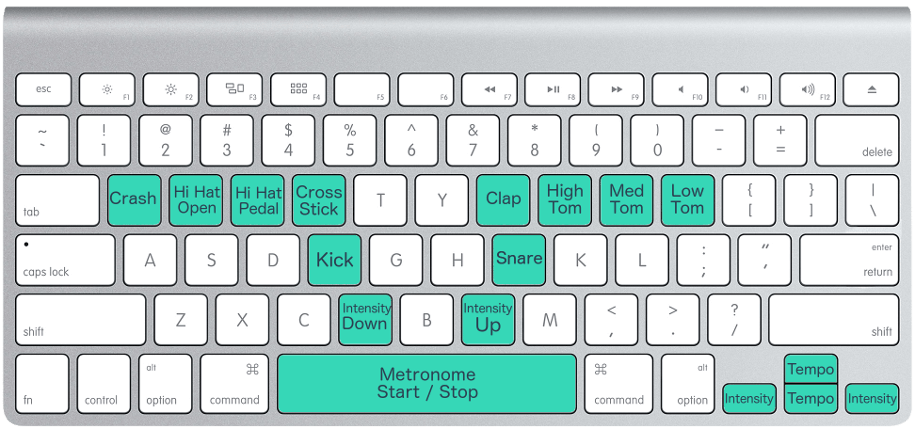 esc F1 F2 F3 F4 F5 F6 F7 F8 F9 F10 F11 F12
~ ! @ # $ % ^ & * ( ) – +
` 1 2 3 4 5 6 7 8 9 0 - = delete
tab Crash Hi Hat Open Hi Hat Pedal Cross Stick T Y Clap High Tom Med Tom Low Tom { [ } ] | \
caps lock A S D Kick G H Snare K L : ; ” ’ enter return
shift Z X C Intensity Down B Intensity Up M < , > . ? / shift
fn control alt option ⌘ command Metronome Start / Stop ⌘ command alt option Intensity Tempo Tempo Intensity